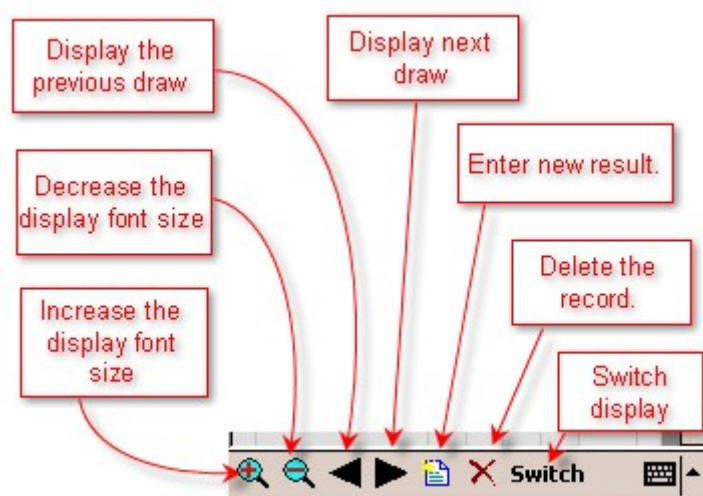 Display the
previous draw
Display next
draw
Enter new result.
Decrease the
display font size
Delete the
record.
Increase the
display font
size
Switch
display
Switch